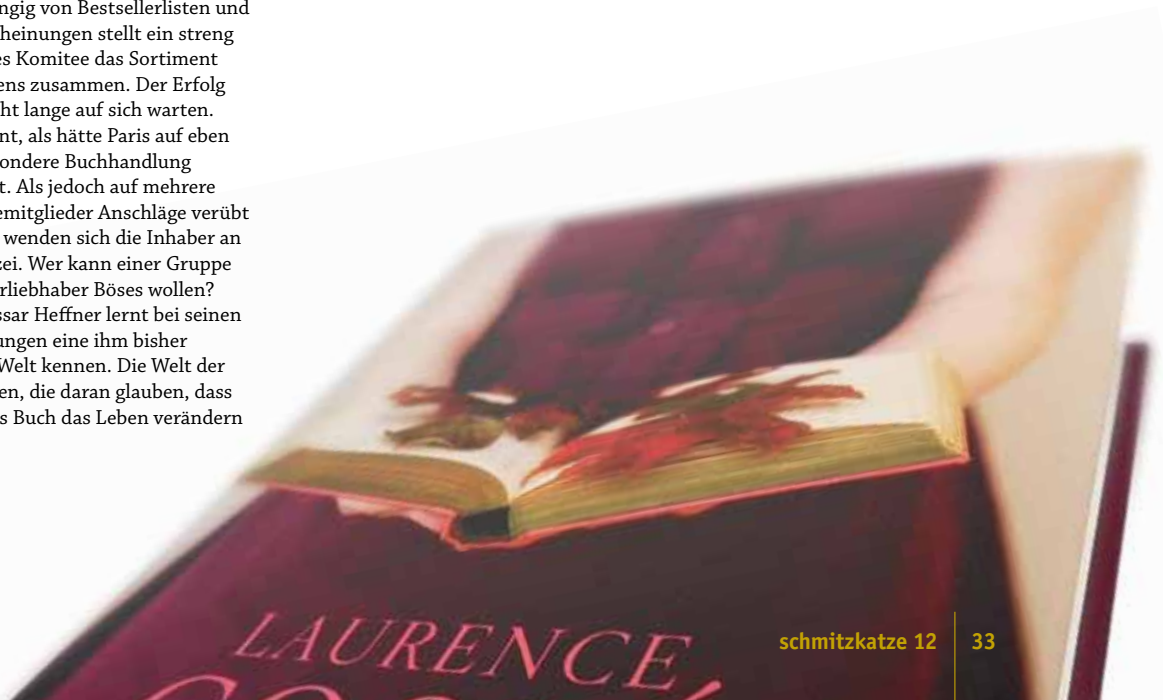 ngig von Bestsellerlisten und
heinungen stellt ein streng
es Komitee das Sortiment
ens zusammen. Der Erfolg
ht lange auf sich warten.
nt, als hätte Paris auf eben
ondere Buchhandlung
t. Als jedoch auf mehrere
emitglieder Anschläge verübt
wenden sich die Inhaber an
zei. Wer kann einer Gruppe
rliebhaber Böses wollen?
ssar Heffner lernt bei seinen
ungen eine ihm bisher
Welt kennen. Die Welt der
en, die daran glauben, dass
s Buch das Leben verändern
LAURENCE
schmitzkatze 12 | 33